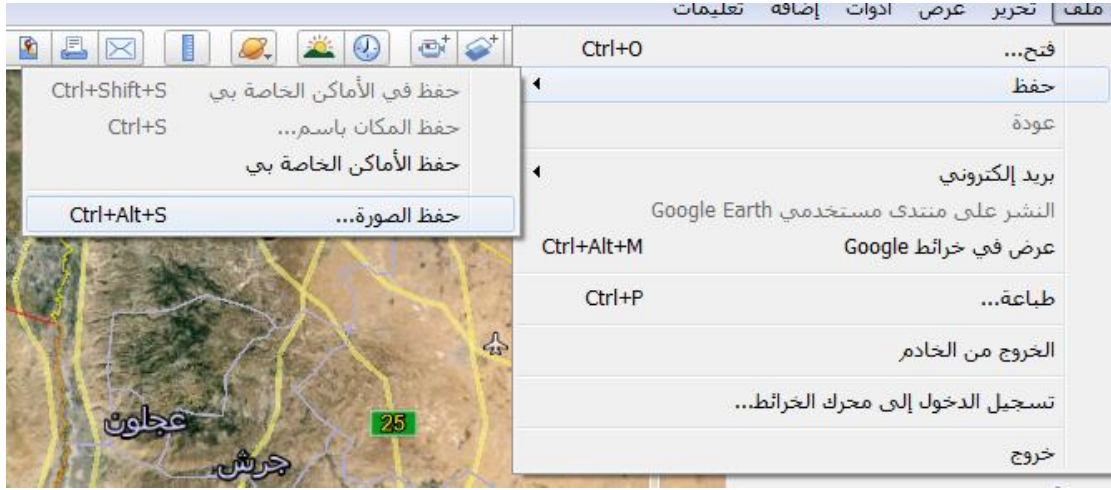 ملف تحرير عرض أدوات إضافة تعليمات
فتح... Ctrl+O
حفظ
عودة
بريد إلكتروني
النشر على منتدى مستخدمي Google Earth
عرض في خرائط Google Ctrl+Alt+M
طباعة... Ctrl+P
الخروج من الخادم
تسجيل الدخول إلى محرك الخرائط...
خروج
حفظ في الأماكن الخاصة بي Ctrl+Shift+S
حفظ المكان باسم... Ctrl+S
حفظ الأماكن الخاصة بي
حفظ الصورة... Ctrl+Alt+S
25
عجلون
جرش